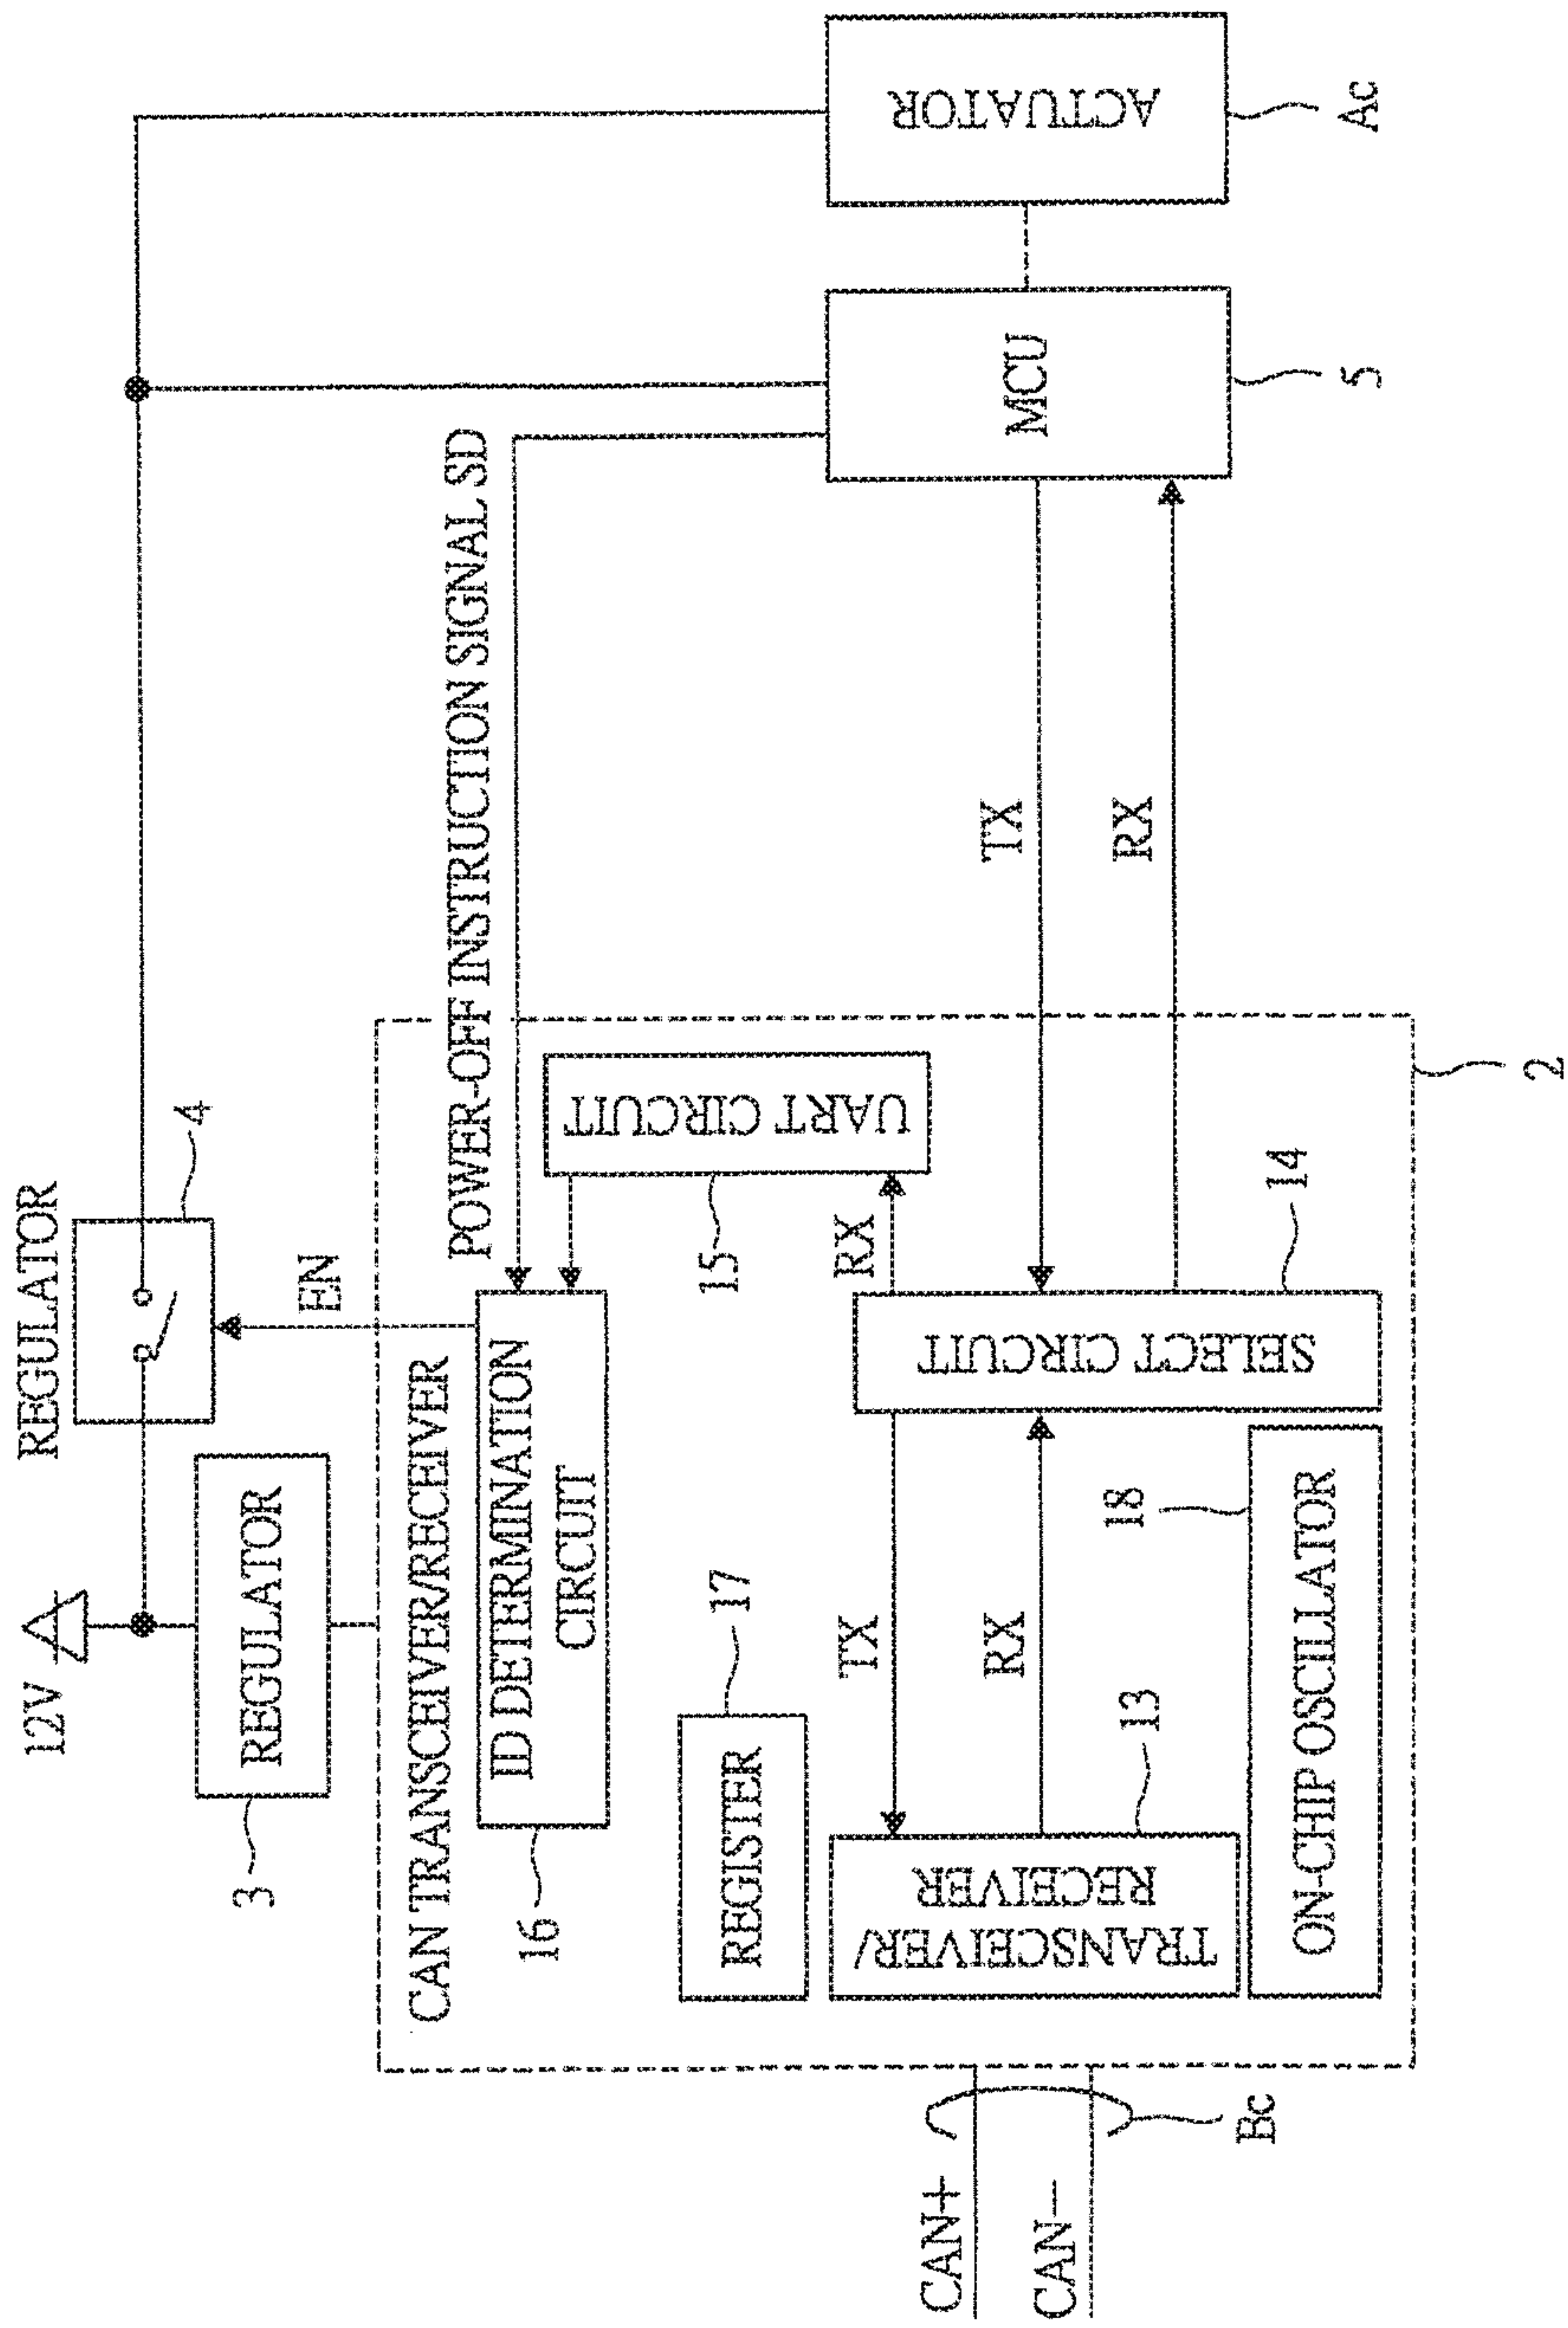 12V
REGULATOR
4
REGULATOR
3
EN
CAN TRANSCEIVER/RECEIVER
POWER-OFF INSTRUCTION SIGNAL SD
ID DETERMINATION
CIRCUIT
16
UART CIRCUIT
15
REGISTER
17
RX
TX
RX
TRANSCEIVER/
RECEIVER
13
SELECT CIRCUIT
14
ON-CHIP OSCILLATOR
18
2
TX
RX
MCU
5
ACTUATOR
Ac
CAN+
CAN−
Bc